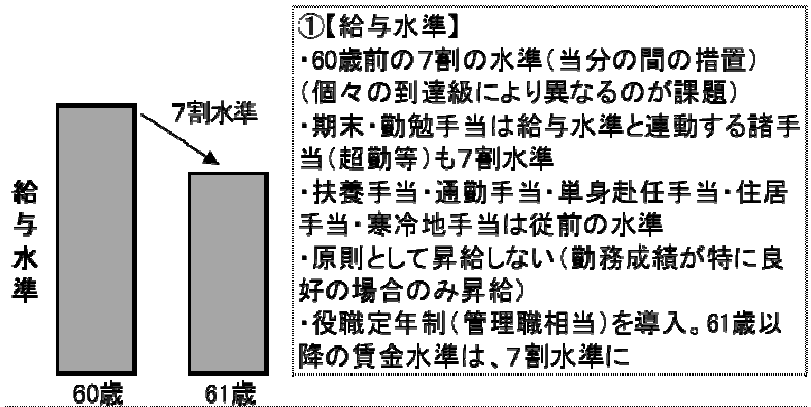 給与水準
7割水準
60歳
61歳
①【給与水準】
・60歳前の7割の水準(当分の間の措置)
(個々の到達級により異なるのが課題)
・期末・勤勉手当は給与水準と連動する諸手
当(超勤等)も7割水準
・扶養手当・通勤手当・単身赴任手当・住居
手当・寒冷地手当は従前の水準
・原則として昇給しない(勤務成績が特に良
好の場合のみ昇給)
・役職定年制(管理職相当)を導入。61歳以
降の賃金水準は、7割水準に